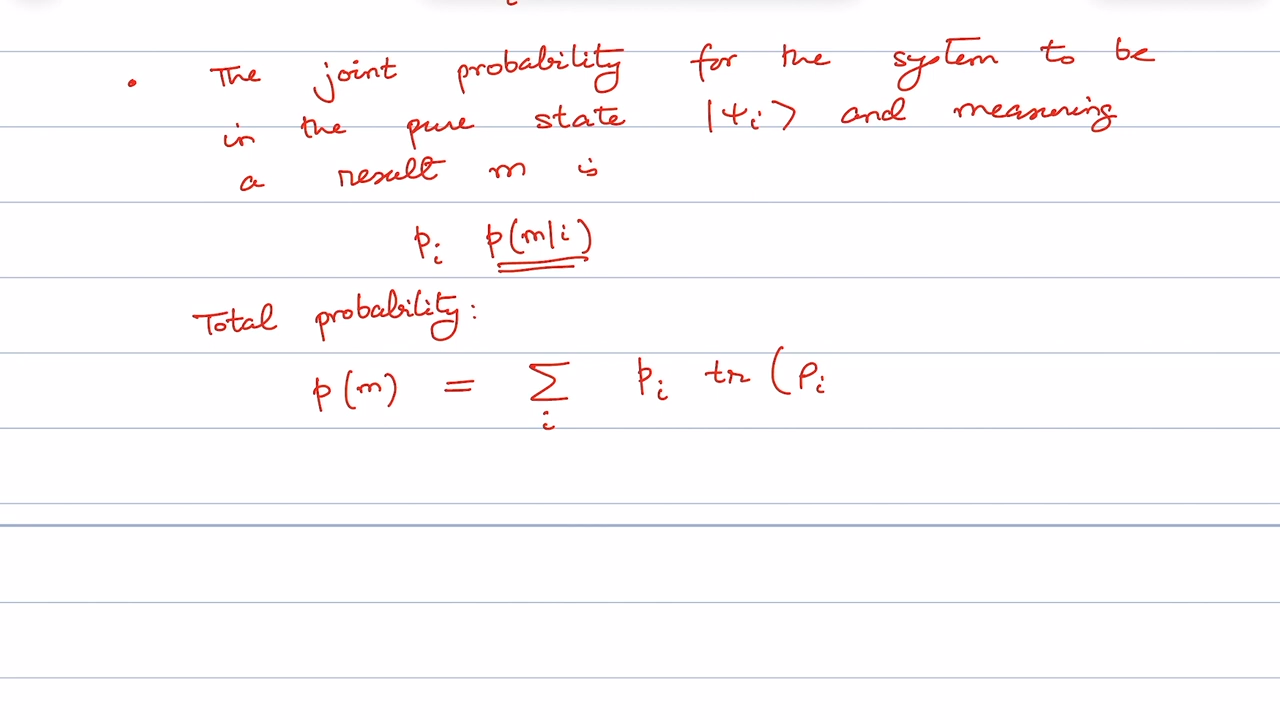 • The joint probability for the system to be
in the pure state |ψi⟩ and measuring
a result m is
pi p(m|i)
Total probability:
p(m) = ∑i pi tr (ρi